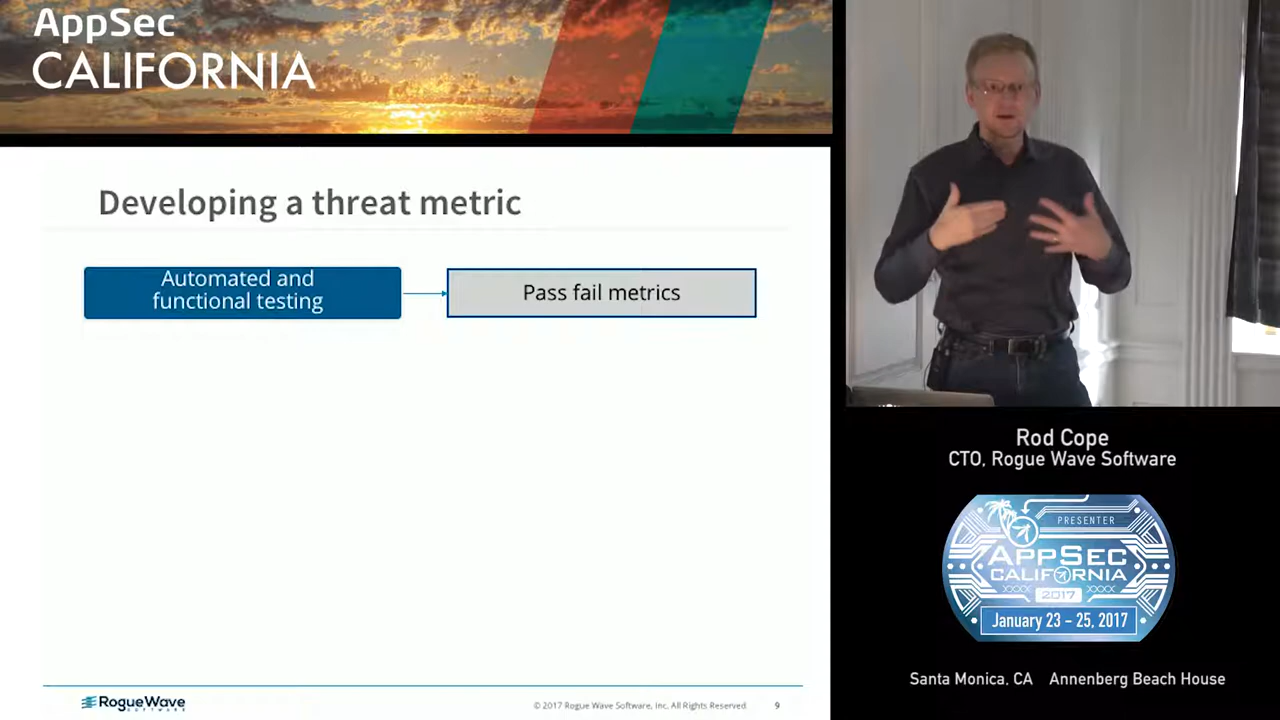 AppSec
CALIFORNIA
Developing a threat metric
Automated and
functional testing
Pass fail metrics
RogueWave
SOFTWARE
© 2017 Rogue Wave Software, Inc. All Rights Reserved.
9
Rod Cope
CTO, Rogue Wave Software
PRESENTER
APPSEC
CALIFORNIA
2017
January 23 – 25, 2017
Santa Monica, CA Annenberg Beach House